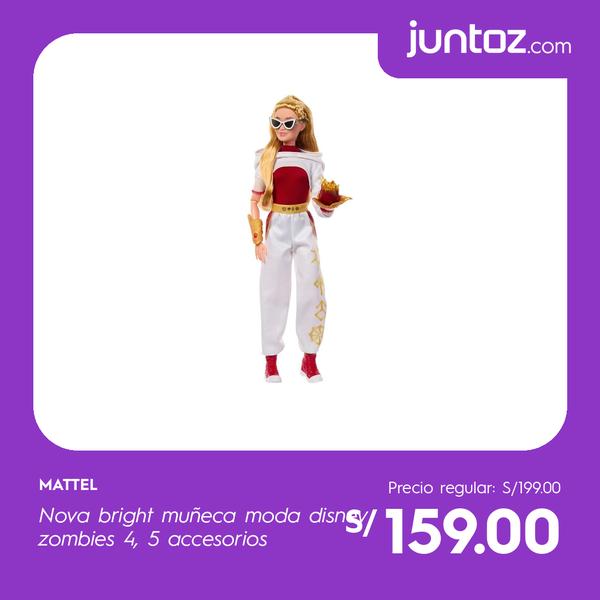 juntoz.com
MATTEL
Nova bright muñeca moda disney
zombies 4, 5 accesorios
Precio regular: S/199.00
S/159.00